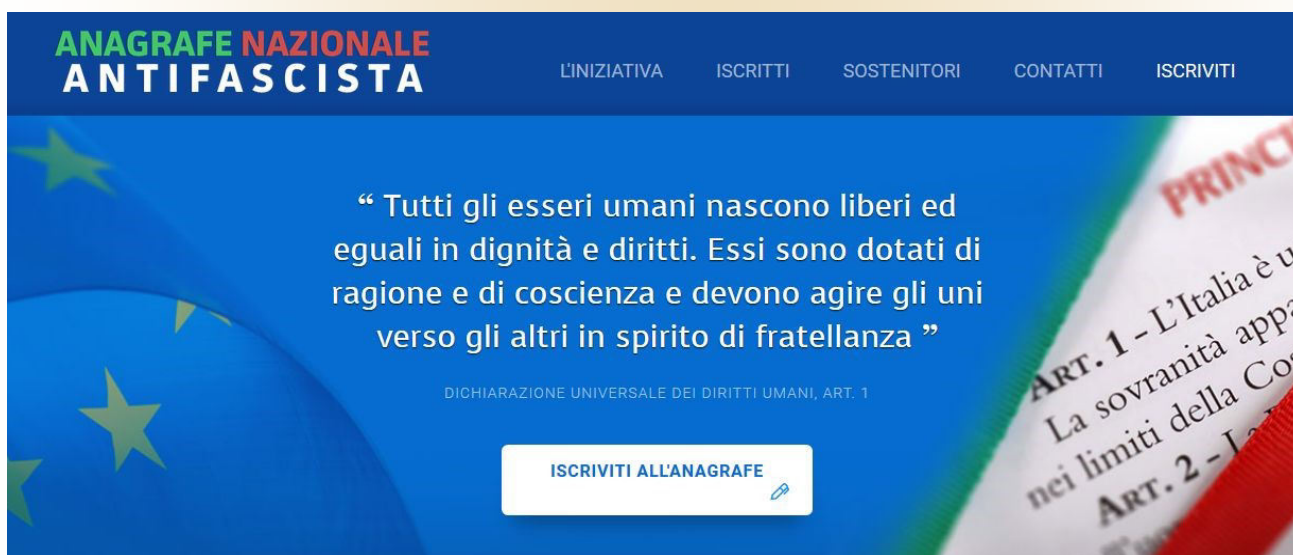 ANAGRAFE NAZIONALE
ANTIFASCISTA
L'INIZIATIVA ISCRITTI SOSTENITORI CONTATTI ISCRIVITI
“ Tutti gli esseri umani nascono liberi ed
eguali in dignità e diritti. Essi sono dotati di
ragione e di coscienza e devono agire gli uni
verso gli altri in spirito di fratellanza ”
DICHIARAZIONE UNIVERSALE DEI DIRITTI UMANI, ART. 1
ISCRIVITI ALL'ANAGRAFE
ART. 1 - L'Italia è
La sovranità
nei limiti della
ART. 2 -